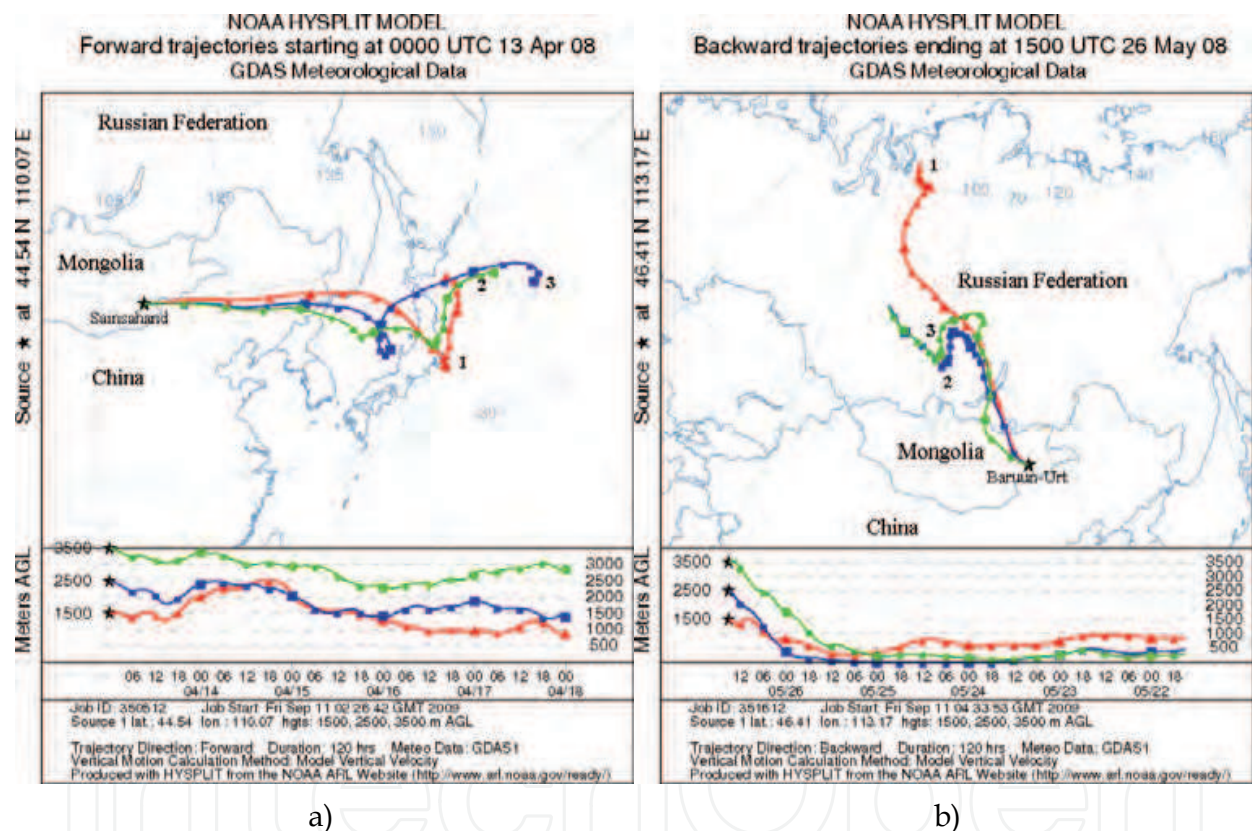 NOAA HYSPLIT MODEL
Forward trajectories starting at 0000 UTC 13 Apr 08
GDAS Meteorological Data
Source ★ at 44.54 N 110.07 E
Russian Federation
105
120
135
150
45
30
Mongolia
Sainsahand
China
1
2
3
Meters AGL
3500
2500
1500
3000
2500
2000
1500
1000
500
06 12 18 00 06 12 18 00 06 12 18 00 06 12 18 00 06 12 18 00
04/14 04/15 04/16 04/17 04/18
Job ID: 350512 Job Start: Fri Sep 11 02:26:42 GMT 2009
Source 1 lat.: 44.54 lon.: 110.07 hgts: 1500, 2500, 3500 m AGL
Trajectory Direction: Forward Duration: 120 hrs Meteo Data: GDAS1
Vertical Motion Calculation Method: Model Vertical Velocity
Produced with HYSPLIT from the NOAA ARL Website (http://www.arl.noaa.gov/ready/)
a)
NOAA HYSPLIT MODEL
Backward trajectories ending at 1500 UTC 26 May 08
GDAS Meteorological Data
Source ★ at 46.41 N 113.17 E
1
100
70
120
140
Russian Federation
3
2
Mongolia
Baruun-Urt
China
Meters AGL
3500
2500
1500
3500
3000
2500
2000
1500
1000
500
12 06 00 18 12 06 00 18 12 06 00 18 12 06 00 18 12 06 00 18
05/26 05/25 05/24 05/23 05/22
Job ID: 351612 Job Start: Fri Sep 11 04:33:53 GMT 2009
Source 1 lat.: 46.41 lon.: 113.17 hgts: 1500, 2500, 3500 m AGL
Trajectory Direction: Backward Duration: 120 hrs Meteo Data: GDAS1
Vertical Motion Calculation Method: Model Vertical Velocity
Produced with HYSPLIT from the NOAA ARL Website (http://www.arl.noaa.gov/ready/)
b)